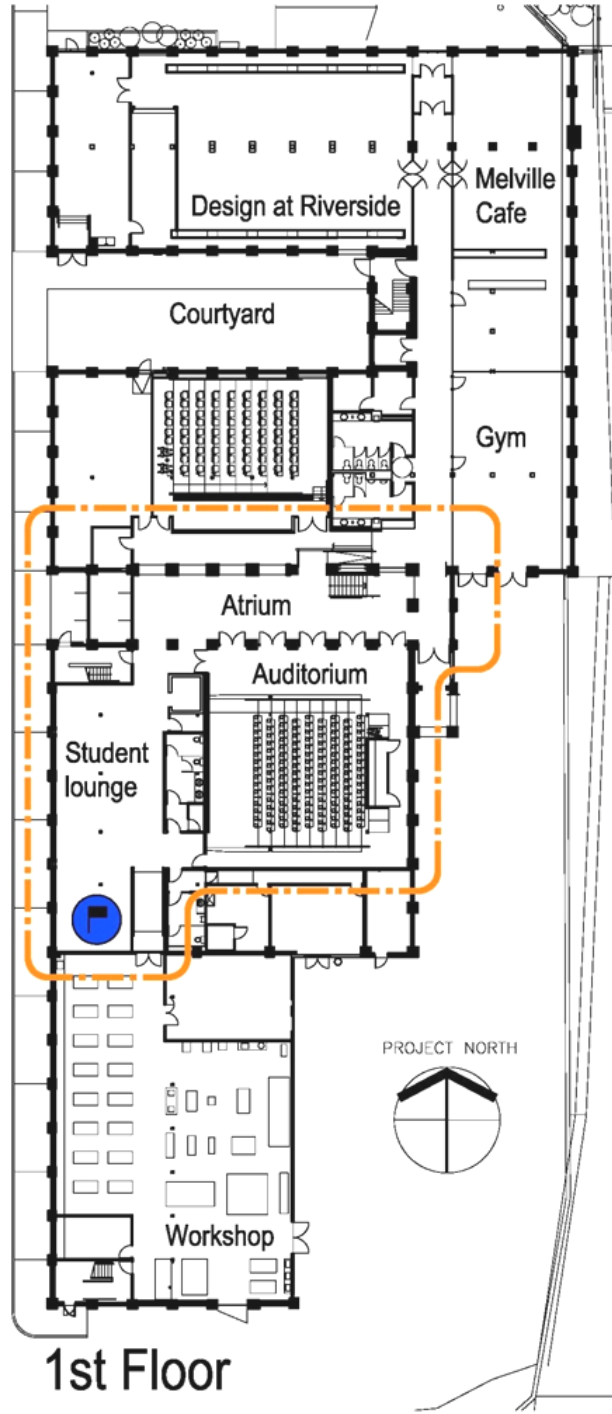 Design at Riverside
Melville
Cafe
Courtyard
Gym
Atrium
Auditorium
Student
lounge
PROJECT NORTH
Workshop
1st Floor